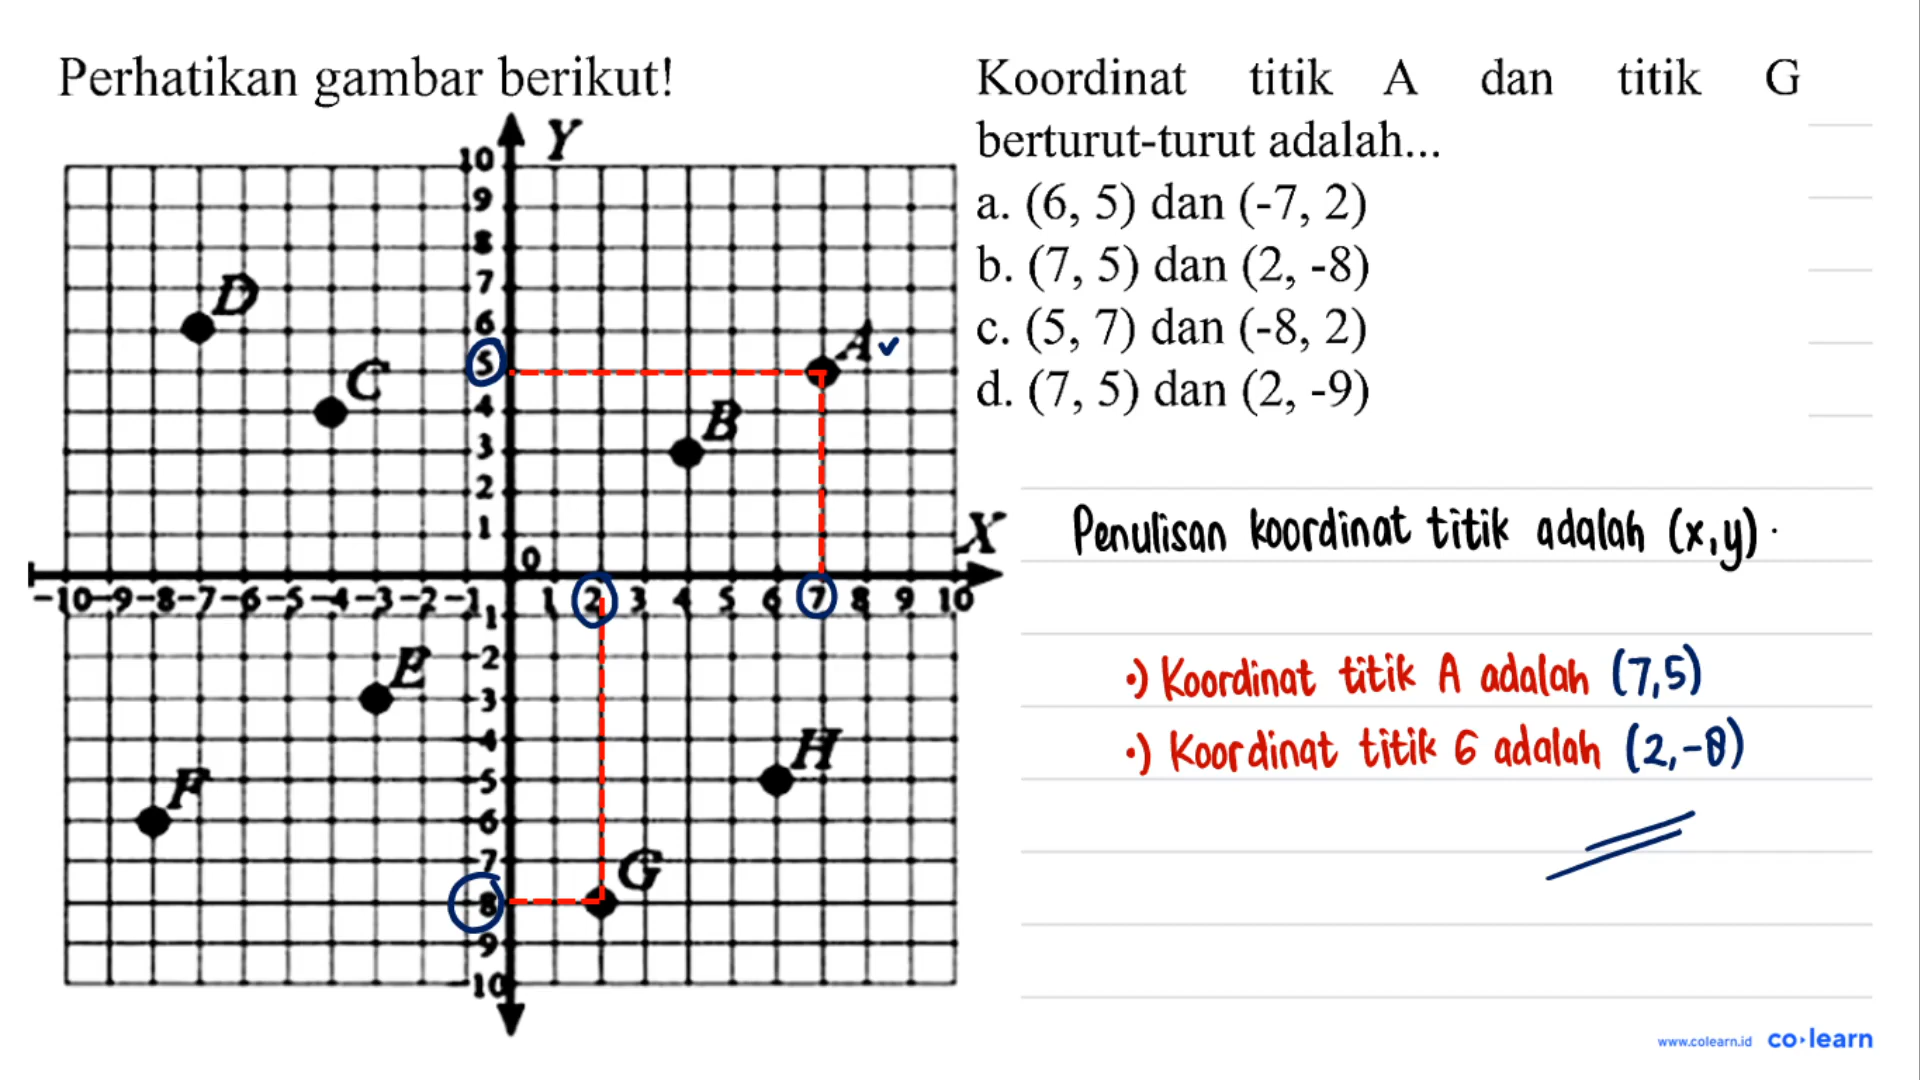 Perhatikan gambar berikut!
Y
10
9
8
7
6
5
4
3
2
1
0
X
D
C
A
B
-10 -9 -8 -7 -6 -5 -4 -3 -2 -1 1 2 3 4 5 6 7 8 9 10
-1
-2
-3
-4
-5
-6
-7
-8
-9
-10
E
F
H
G
Koordinat titik A dan titik G
berturut-turut adalah...
a. (6, 5) dan (-7, 2)
b. (7, 5) dan (2, -8)
c. (5, 7) dan (-8, 2)
d. (7, 5) dan (2, -9)
Penulisan koordinat titik adalah (x,y).
•) Koordinat titik A adalah (7,5)
•) Koordinat titik G adalah (2,-8)
www.colearn.id co·learn